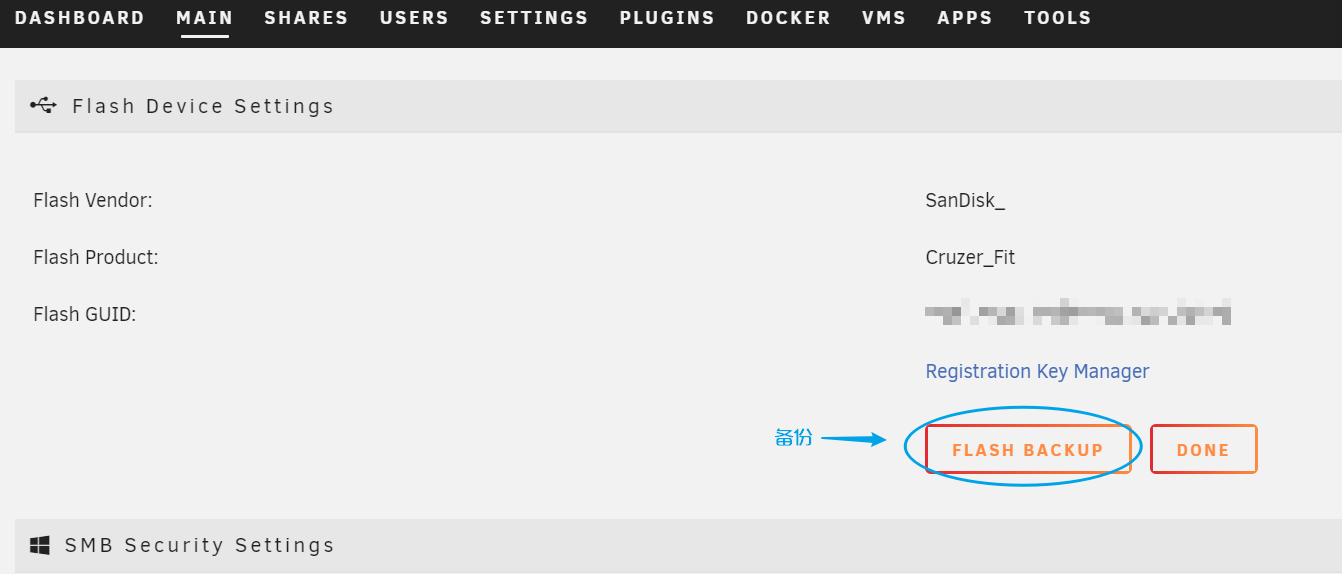 DASHBOARD MAIN SHARES USERS SETTINGS PLUGINS DOCKER VMS APPS TOOLS
Flash Device Settings
Flash Vendor: SanDisk_
Flash Product: Cruzer_Fit
Flash GUID:
Registration Key Manager
备份 FLASH BACKUP DONE
SMB Security Settings